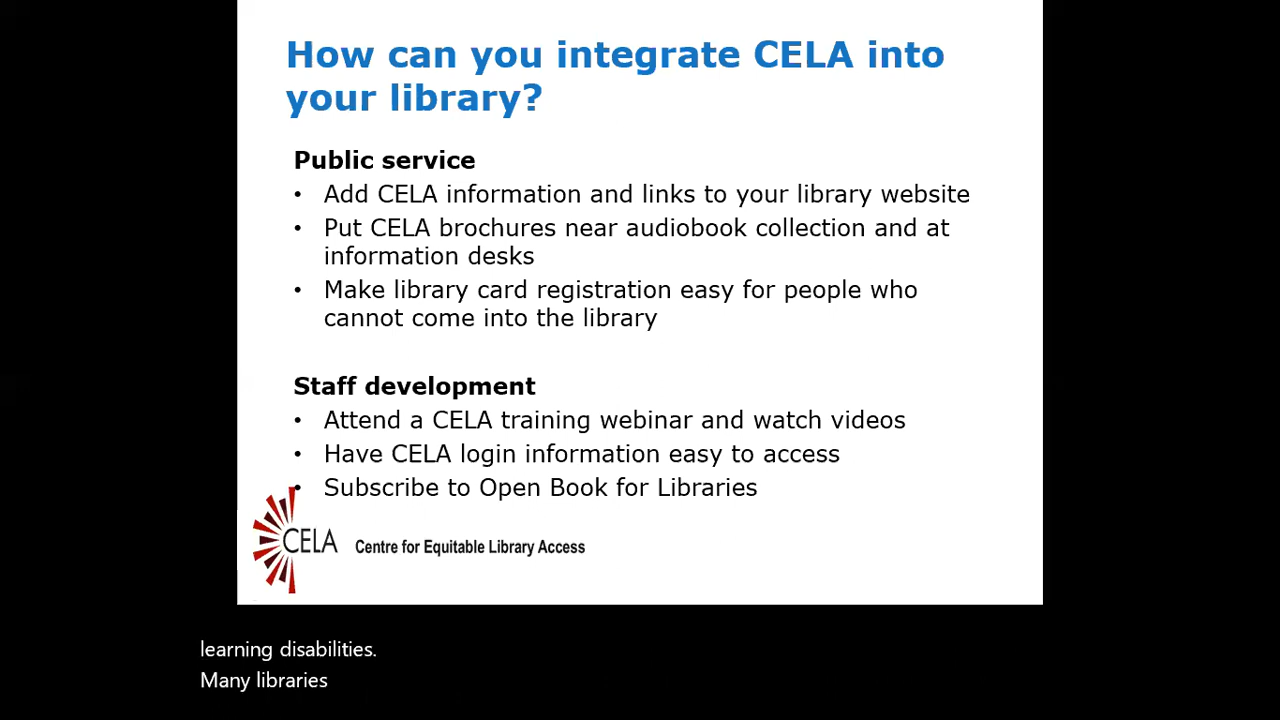 How can you integrate CELA into
your library?
Public service
• Add CELA information and links to your library website
• Put CELA brochures near audiobook collection and at
information desks
• Make library card registration easy for people who
cannot come into the library
Staff development
• Attend a CELA training webinar and watch videos
• Have CELA login information easy to access
• Subscribe to Open Book for Libraries
CELA Centre for Equitable Library Access
learning disabilities.
Many libraries